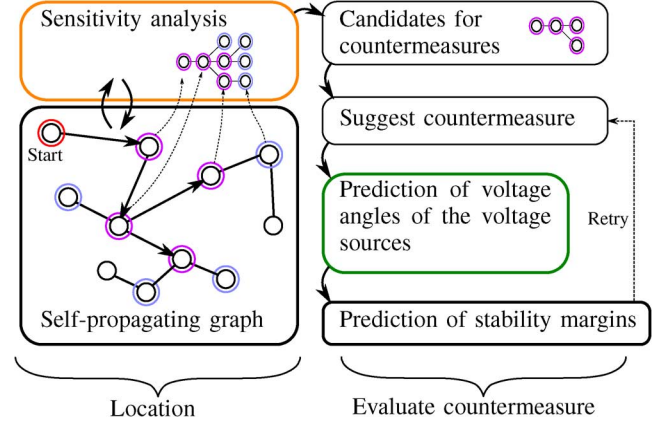 Sensitivity analysis
Start
Self-propagating graph
Location
Candidates for
countermeasures
Suggest countermeasure
Prediction of voltage
angles of the voltage
sources
Retry
Prediction of stability margins
Evaluate countermeasure